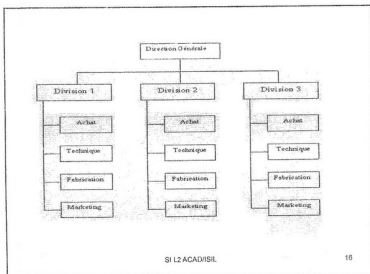 Direction Générale
Division 1 Division 2 Division 3
Achat Achat Achat
Technique Technique Technique
Fabrication Fabrication Fabrication
Marketing Marketing Marketing
SI L2 ACAD/ISIL 16